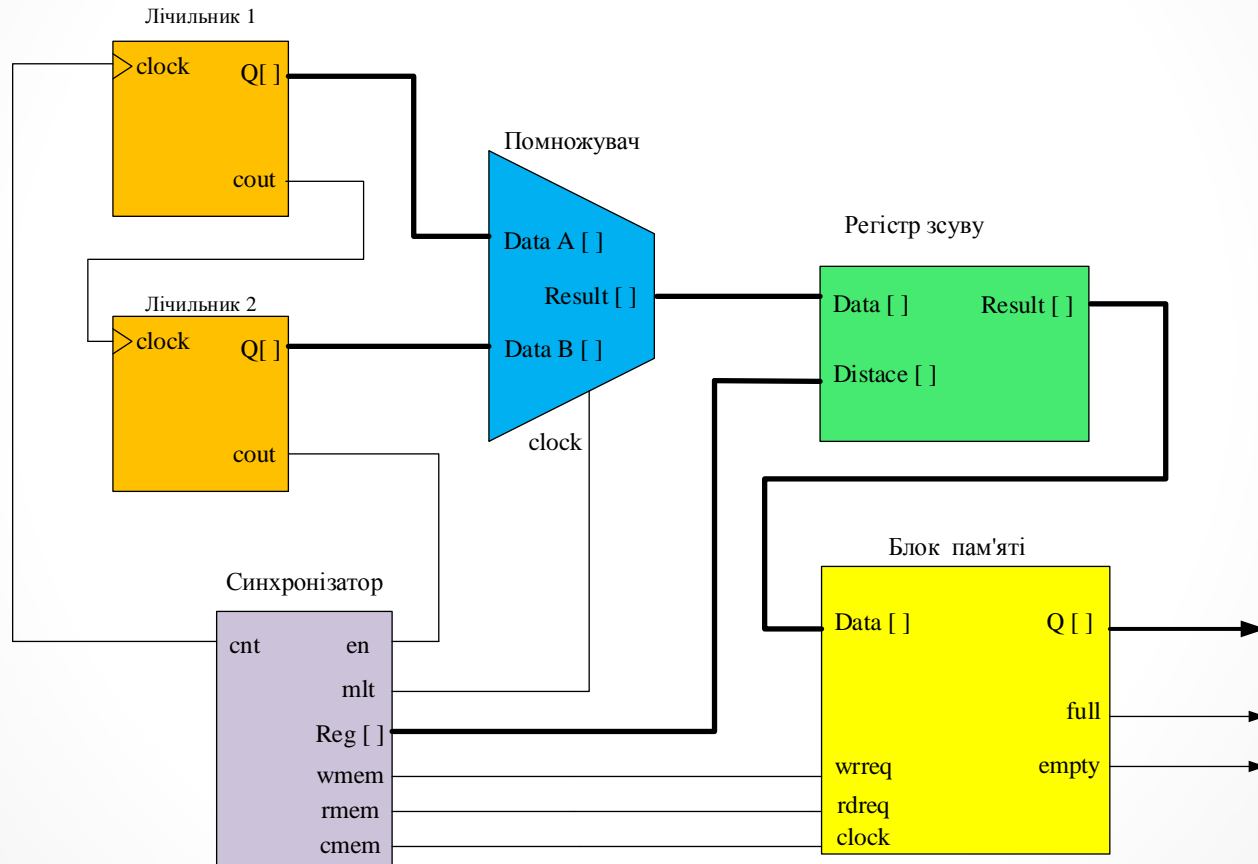 Лічильник 1
clock
Q[ ]
cout
Лічильник 2
clock
Q[ ]
cout
Помножувач
Data A [ ]
Result [ ]
Data B [ ]
clock
Регістр зсуву
Data [ ]
Result [ ]
Distace [ ]
Синхронізатор
cnt
en
mlt
Reg [ ]
wmem
rmem
cmem
Блок пам'яті
Data [ ]
Q [ ]
full
empty
wrreq
rdreq
clock